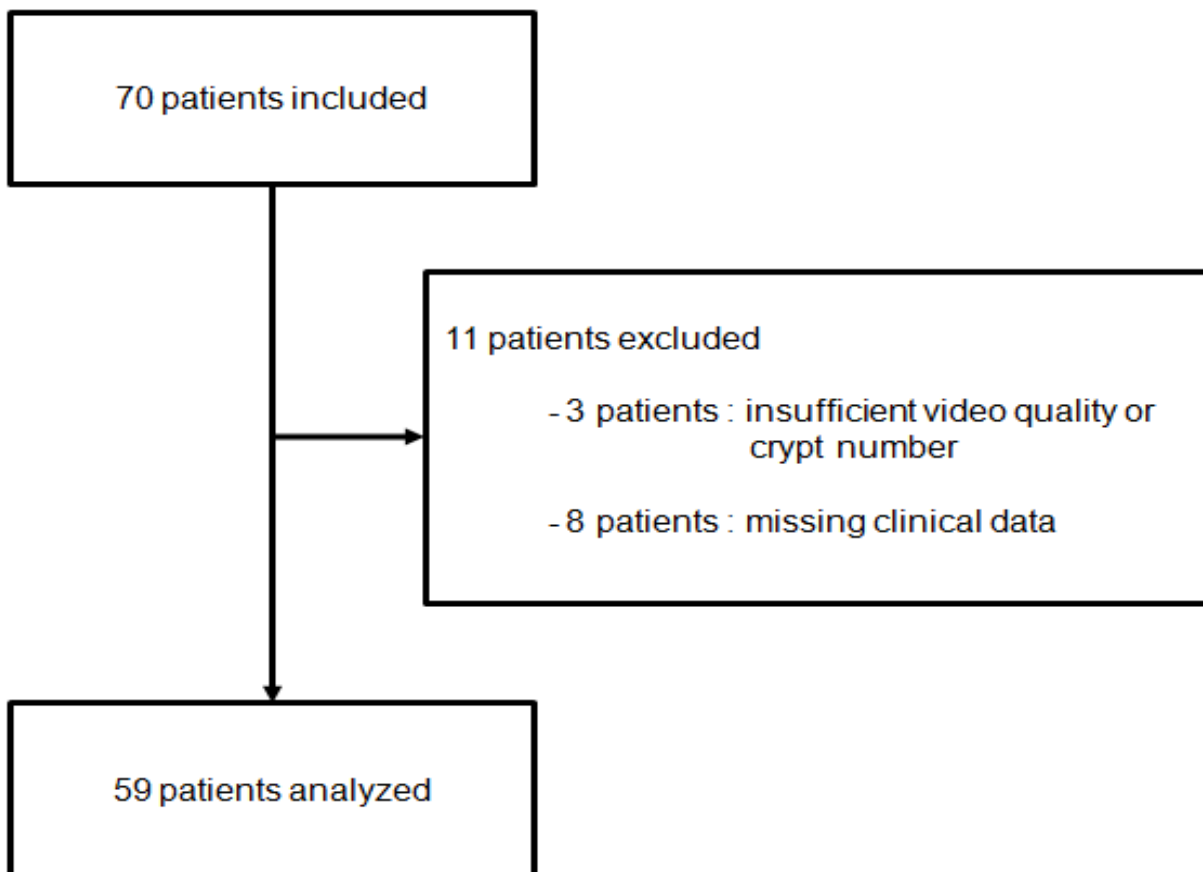 70 patients included
11 patients excluded
- 3 patients : insufficient video quality or
crypt number
- 8 patients : missing clinical data
59 patients analyzed